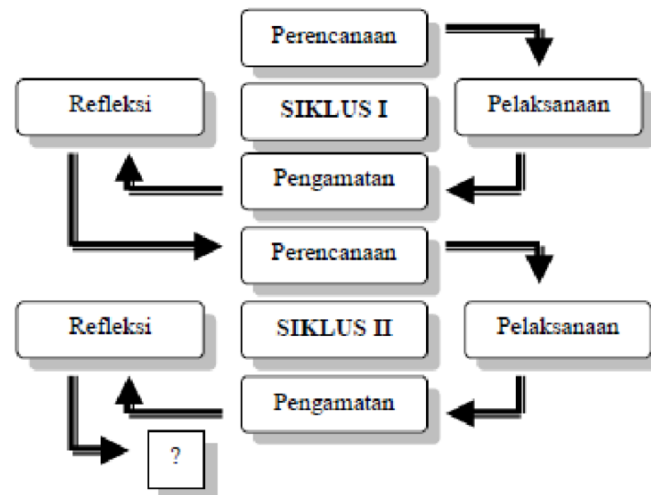 Perencanaan
Refleksi
SIKLUS I
Pelaksanaan
Pengamatan
Perencanaan
Refleksi
SIKLUS II
Pelaksanaan
Pengamatan
?